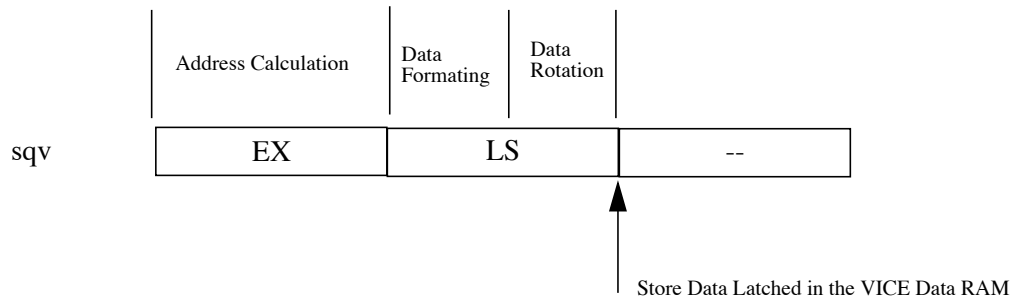 Address Calculation
Data
Formating
Data
Rotation
sqv
EX
LS
--
Store Data Latched in the VICE Data RAM